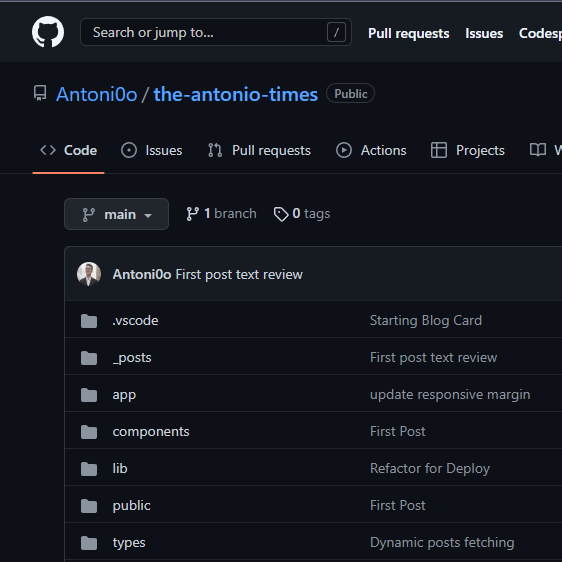 Search or jump to... / Pull requests Issues Codesp
Antoni0o / the-antonio-times Public
Code Issues Pull requests Actions Projects W
main 1 branch 0 tags
Antoni0o First post text review
.vscode Starting Blog Card
_posts First post text review
app update responsive margin
components First Post
lib Refactor for Deploy
public First Post
types Dynamic posts fetching